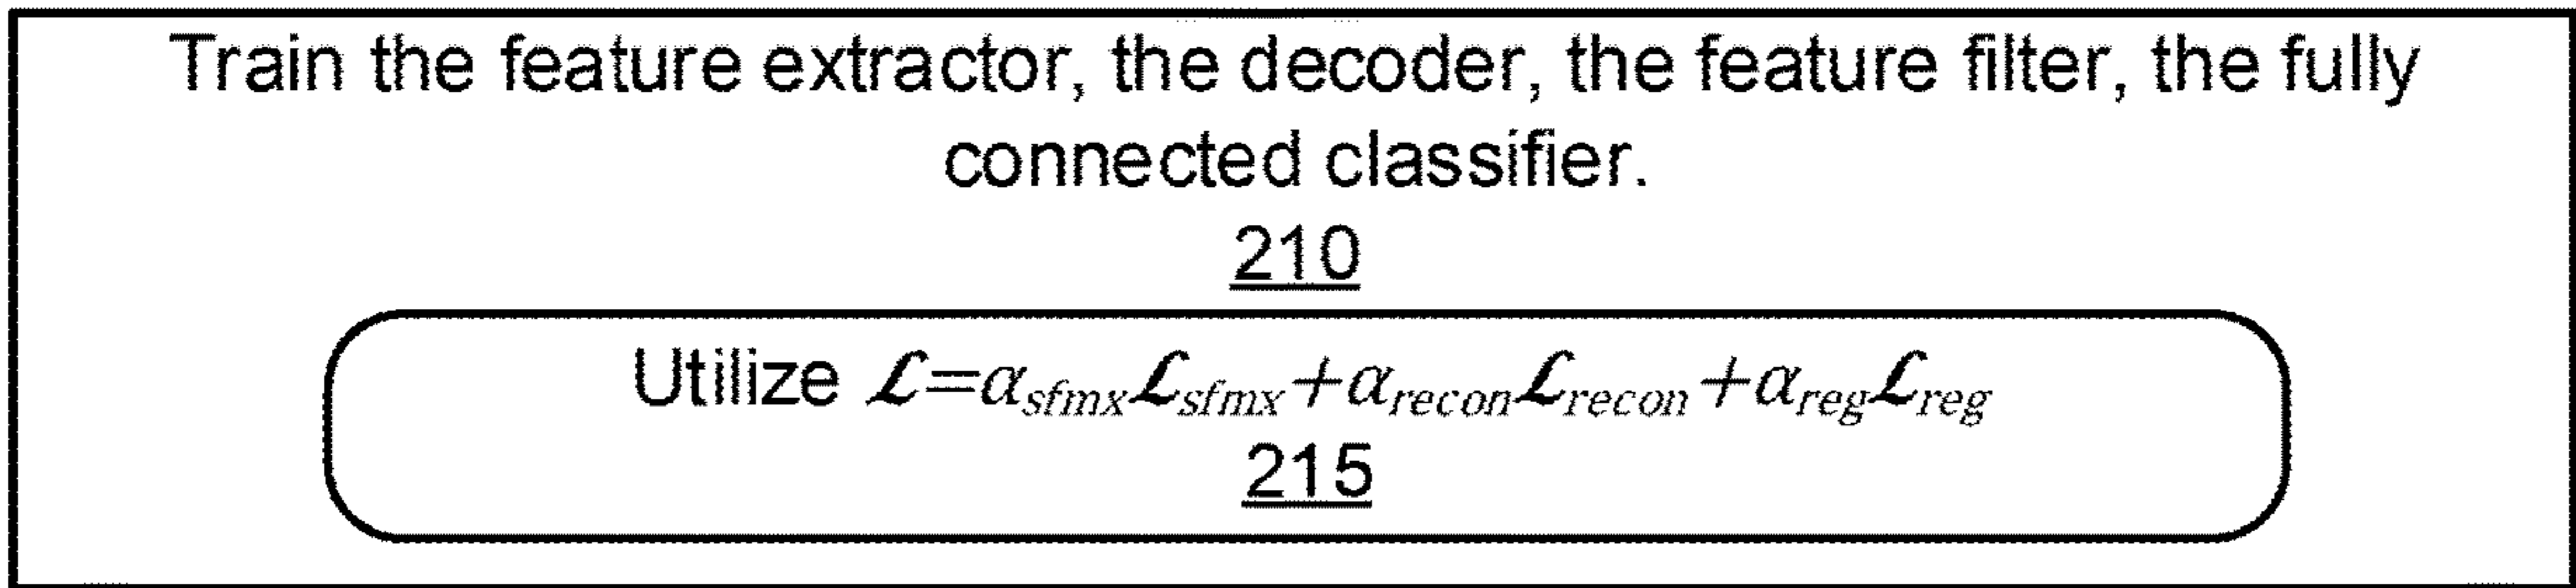 Train the feature extractor, the decoder, the feature filter, the fully
connected classifier.
210
Utilize ℒ=α_sfmx ℒ_sfmx+α_recon ℒ_recon+α_reg ℒ_reg
215